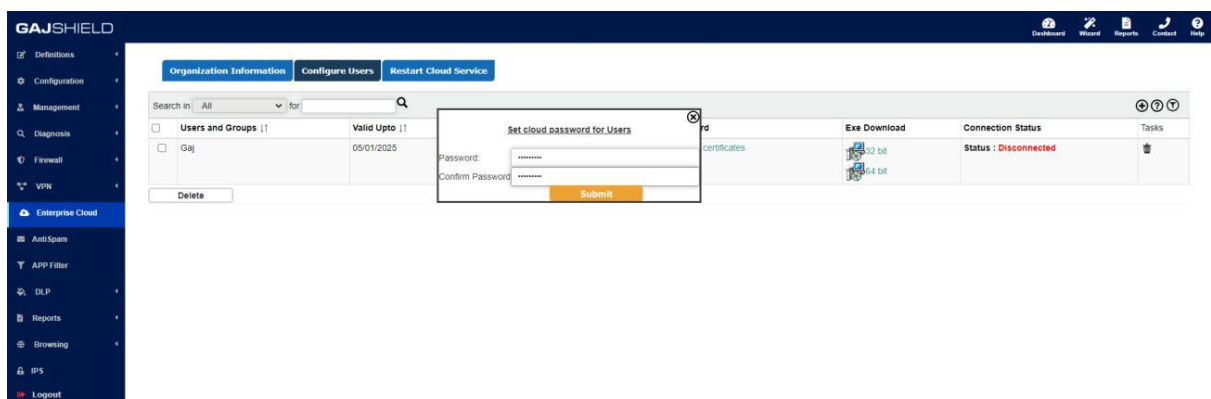 GAJSHIELD
Dashboard Wizard Reports Contact Help
Definitions
Configuration
Management
Diagnosis
Firewall
VPN
Enterprise Cloud
AntiSpam
APP Filter
DLP
Reports
Browsing
IPS
Logout
Organization Information Configure Users Restart Cloud Service
Search in All for
Users and Groups Valid Upto rd Exe Download Connection Status Tasks
Gaj 05/01/2025 certificates 32 bit Status : Disconnected
64 bit
Delete
Set cloud password for Users
Password: •••••••••
Confirm Password •••••••••
Submit